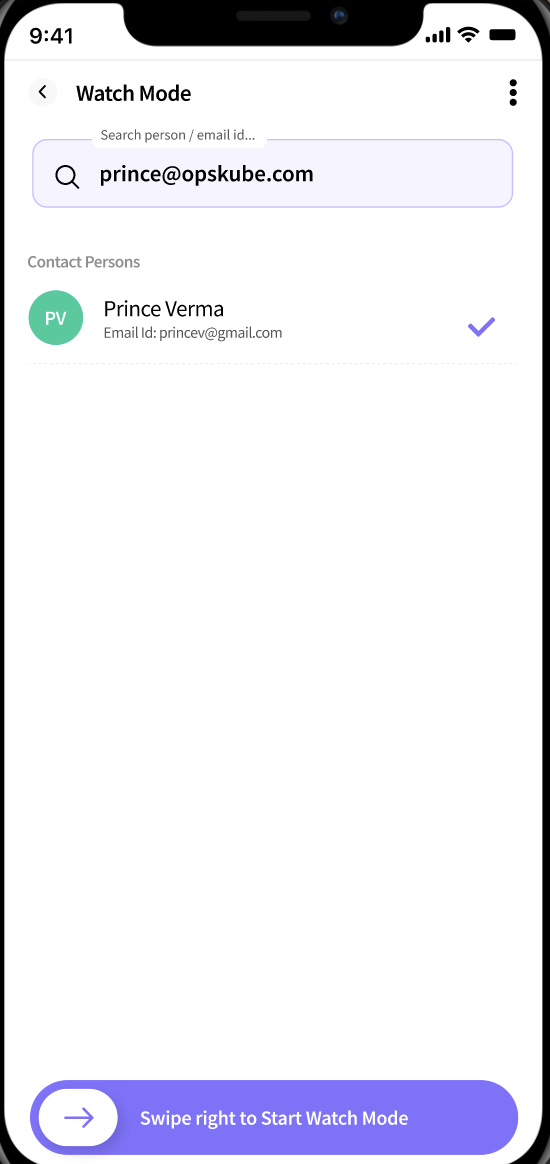 9:41
Watch Mode
Search person / email id...
prince@opskube.com
Contact Persons
PV
Prince Verma
Email Id: princev@gmail.com
Swipe right to Start Watch Mode